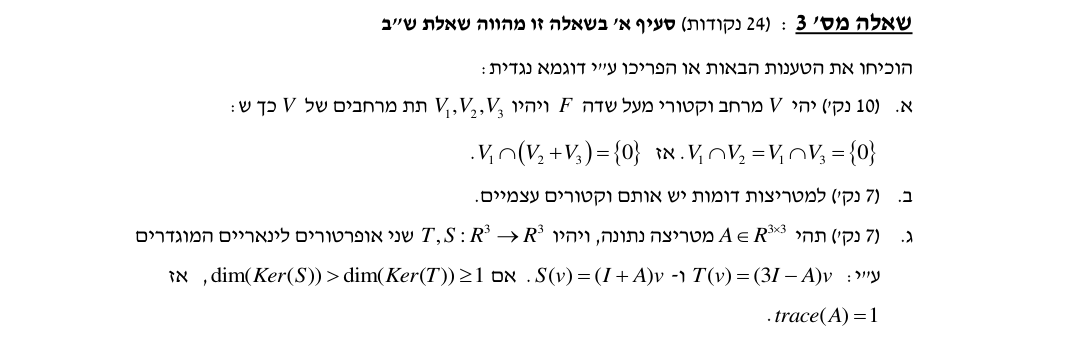 שאלה מס׳ 3 : (24 נקודות) סעיף א׳ בשאלה זו מהווה שאלת ש״ב
הוכיחו את הטענות הבאות או הפריכו ע״י דוגמא נגדית:
א. (10 נק׳) יהי V מרחב וקטורי מעל שדה F ויהיו V₁,V₂,V₃ תת מרחבים של V כך ש:
V₁∩V₂=V₁∩V₃={0}. אז V₁∩(V₂+V₃)={0}.
ב. (7 נק׳) למטריצות דומות יש אותם וקטורים עצמיים.
ג. (7 נק׳) תהי A∈R^{3×3} מטריצה נתונה, ויהיו T,S:R³→R³ שני אופרטורים לינאריים המוגדרים
ע״י: T(v)=(3I−A)v ו- S(v)=(I+A)v. אם dim(Ker(S))>dim(Ker(T))≥1, אז
trace(A)=1.